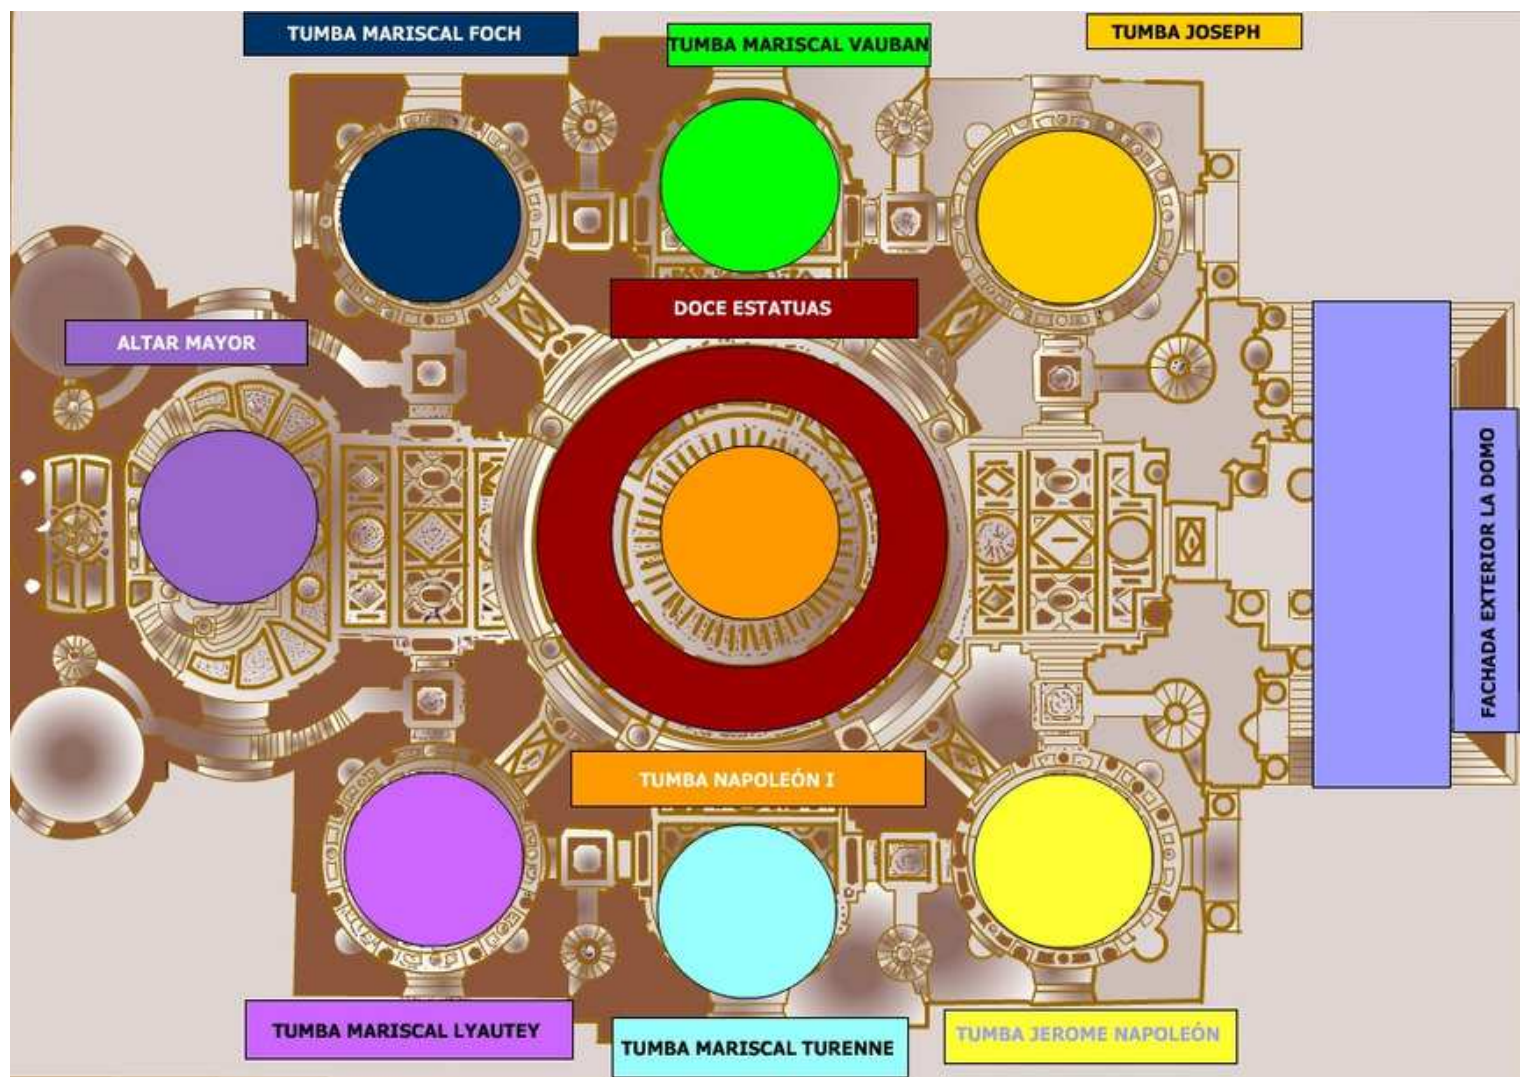 TUMBA MARISCAL FOCH
TUMBA MARISCAL VAUBAN
TUMBA JOSEPH
DOCE ESTATUAS
ALTAR MAYOR
FACHADA EXTERIOR LA DOMO
TUMBA NAPOLEÓN I
TUMBA MARISCAL LYAUTEY
TUMBA MARISCAL TURENNE
TUMBA JEROME NAPOLEÓN